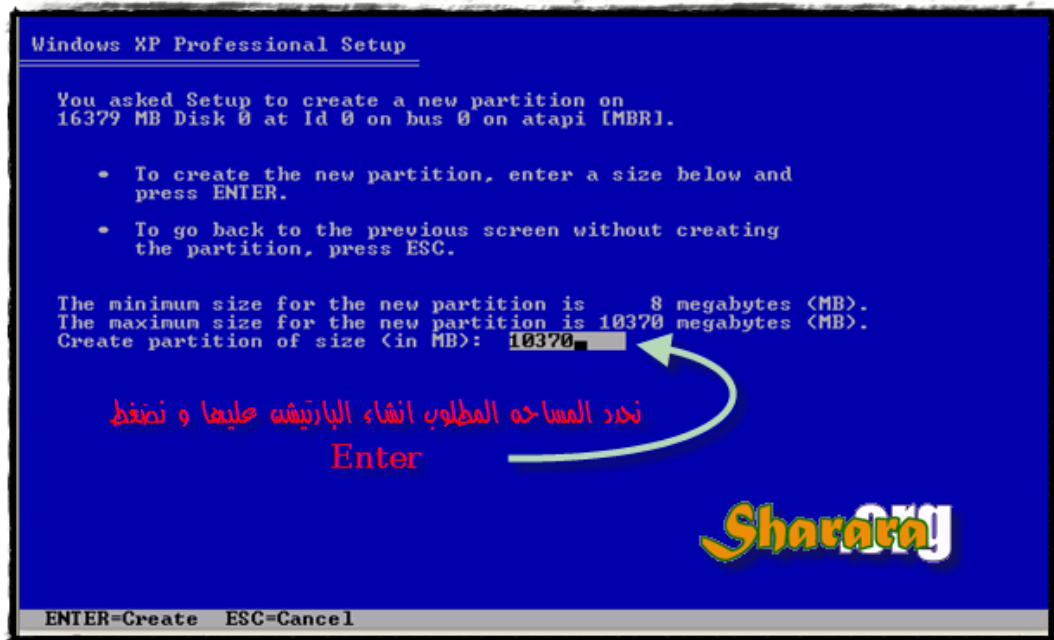 Windows XP Professional Setup
You asked Setup to create a new partition on
16379 MB Disk 0 at Id 0 on bus 0 on atapi [MBR].
• To create the new partition, enter a size below and
press ENTER.
• To go back to the previous screen without creating
the partition, press ESC.
The minimum size for the new partition is 8 megabytes (MB).
The maximum size for the new partition is 10370 megabytes (MB).
Create partition of size (in MB): 10370
نحدد المساحه المطلوب انشاء البارتيشن عليها و نضغط
Enter
Sharara.org
ENTER=Create ESC=Cancel